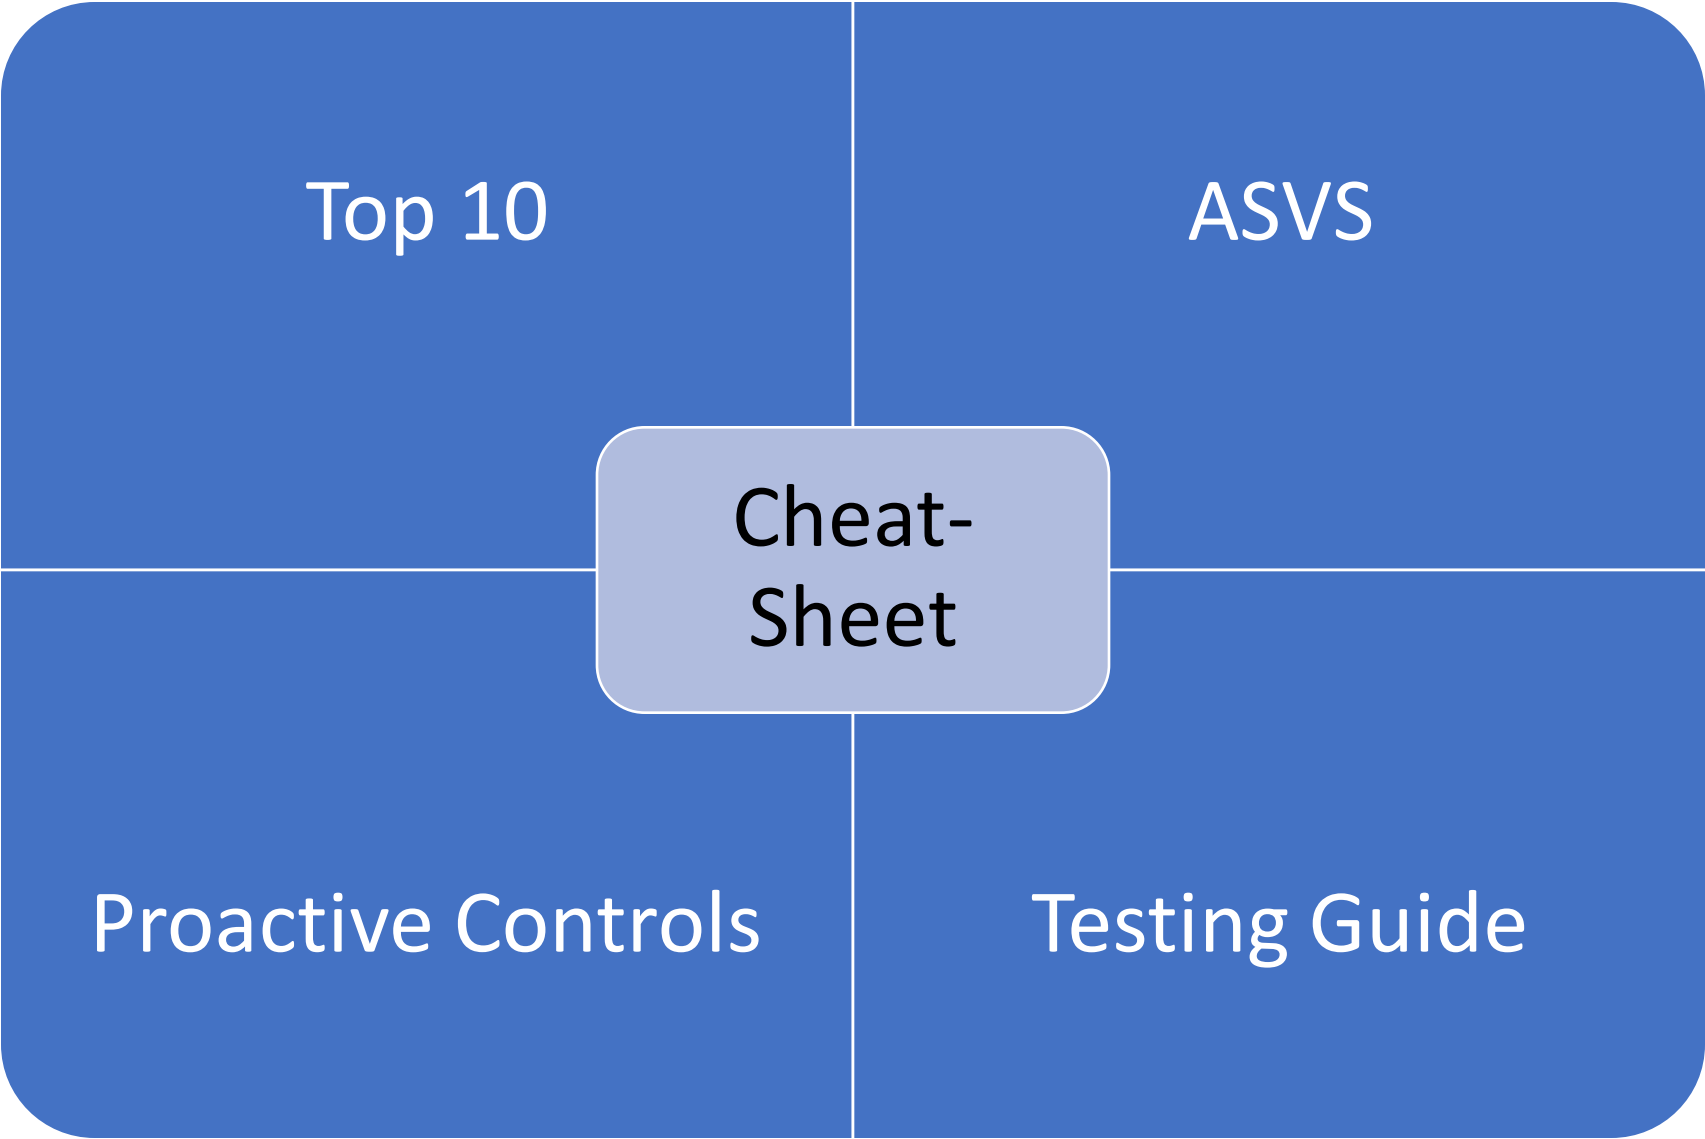 Top 10
ASVS
Cheat-
Sheet
Proactive Controls
Testing Guide